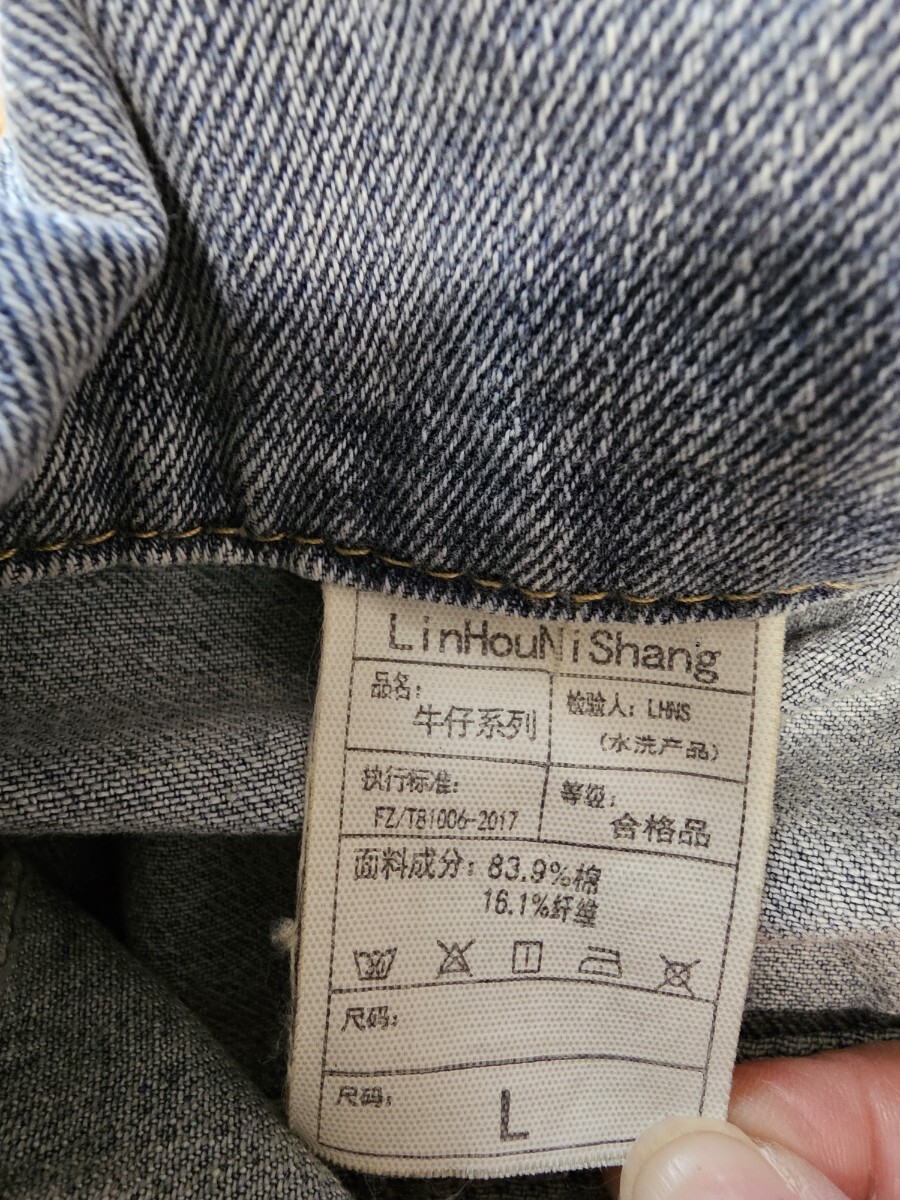 LinHouNiShang
品名:
牛仔系列
检验人: LHNS
(水洗产品)
执行标准:
FZ/T81006-2017
等级:
合格品
面料成分: 83.9%棉
16.1%纤维
30
尺码:
尺码:
L